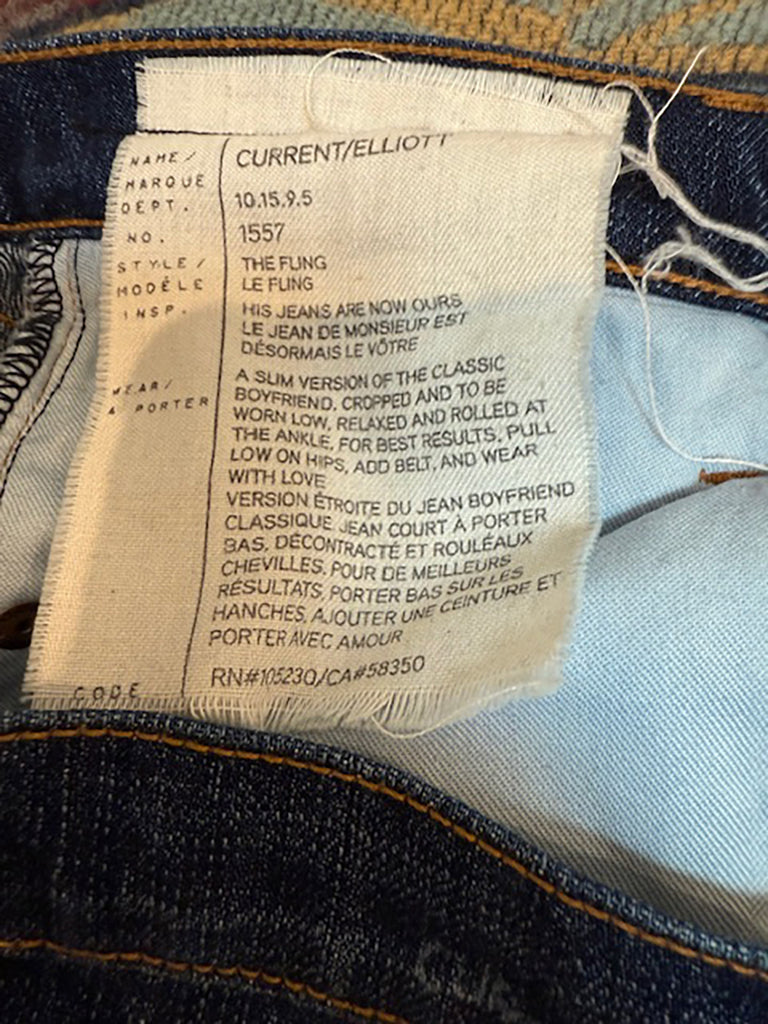 NAME/ CURRENT/ELLIOTT
MARQUE
DEPT. 10.15.9.5
NO. 1557
STYLE/ THE FLING
MODÈLE LE FLING
INSP. HIS JEANS ARE NOW OURS
LE JEAN DE MONSIEUR EST
DÉSORMAIS LE VÔTRE
WEAR/ A SLIM VERSION OF THE CLASSIC
À PORTER BOYFRIEND. CROPPED AND TO BE
WORN LOW, RELAXED AND ROLLED AT
THE ANKLE. FOR BEST RESULTS, PULL
LOW ON HIPS, ADD BELT, AND WEAR
WITH LOVE
VERSION ÉTROITE DU JEAN BOYFRIEND
CLASSIQUE JEAN COURT À PORTER
BAS, DÉCONTRACTÉ ET ROULÉAUX
CHEVILLES. POUR DE MEILLEURS
RÉSULTATS, PORTER BAS SUR LES
HANCHES, AJOUTER UNE CEINTURE ET
PORTER AVEC AMOUR
CODE RN#105230/CA#58350